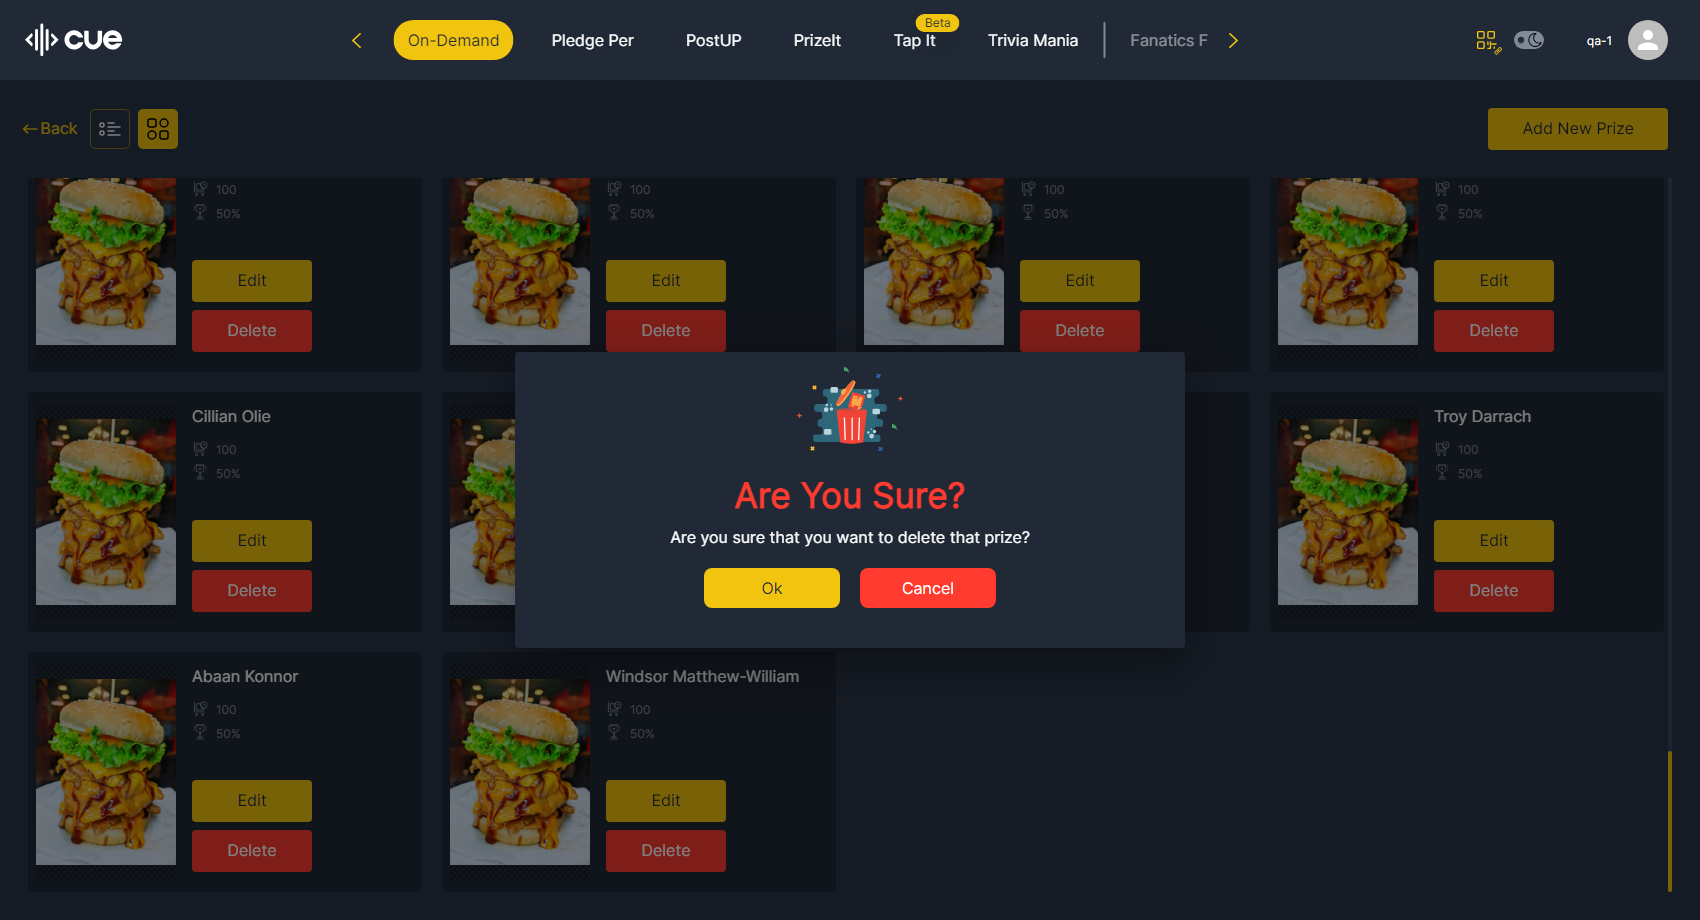 cue
On-Demand
Pledge Per
PostUP
PrizeIt
Tap It
Beta
Trivia Mania
Fanatics F
qa-1
Back
Add New Prize
100
50%
Edit
Delete
100
50%
Edit
Delete
100
50%
Edit
Delete
100
50%
Edit
Delete
Cillian Olie
100
50%
Edit
Delete
Troy Darrach
100
50%
Edit
Delete
Are You Sure?
Are you sure that you want to delete that prize?
Ok
Cancel
Abaan Konnor
100
50%
Edit
Delete
Windsor Matthew-William
100
50%
Edit
Delete